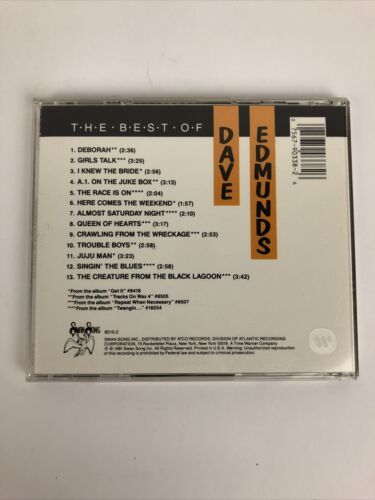 T·H·E·B·E·S·T·O·F
DAVE
EDMUNDS
7567-90338-2
6
1. DEBORAH** (2:36)
2. GIRLS TALK*** (3:25)
3. I KNEW THE BRIDE* (2:36)
4. A.1. ON THE JUKE BOX** (3:13)
5. THE RACE IS ON**** (2:04)
6. HERE COMES THE WEEKEND* (1:57)
7. ALMOST SATURDAY NIGHT**** (2:10)
8. QUEEN OF HEARTS*** (3:17)
9. CRAWLING FROM THE WRECKAGE*** (2:53)
10. TROUBLE BOYS** (2:58)
11. JUJU MAN* (3:23)
12. SINGIN' THE BLUES**** (2:58)
13. THE CREATURE FROM THE BLACK LAGOON*** (3:42)
*From the album "Get It" #8418
**From the album "Tracks On Wax 4" #8505
***From the album "Repeat When Necessary" #8507
****From the album "Twangin..." #16034
SWAN SONG
8510-2
SWAN SONG INC., DISTRIBUTED BY ATCO RECORDS, DIVISION OF ATLANTIC RECORDING
CORPORATION, 75 Rockefeller Plaza, New York, New York 10019. A Time Warner Company
℗ © 1981 Swan Song Inc. All Rights Reserved. Printed in U.S.A. Warning: Unauthorized reproduction
of this recording is prohibited by Federal law and subject to criminal prosecution.